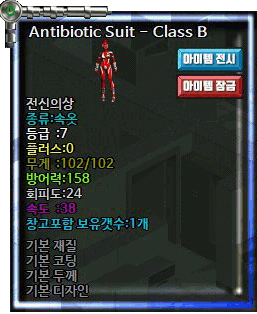 Antibiotic Suit - Class B
아이템 전시
아이템 잠금
전신의상
종류:속옷
등급 :7
플러스:0
무게 :102/102
방어력:158
회피도:24
속도 :38
창고포함 보유갯수:1개
기본 재질
기본 코팅
기본 두께
기본 디자인